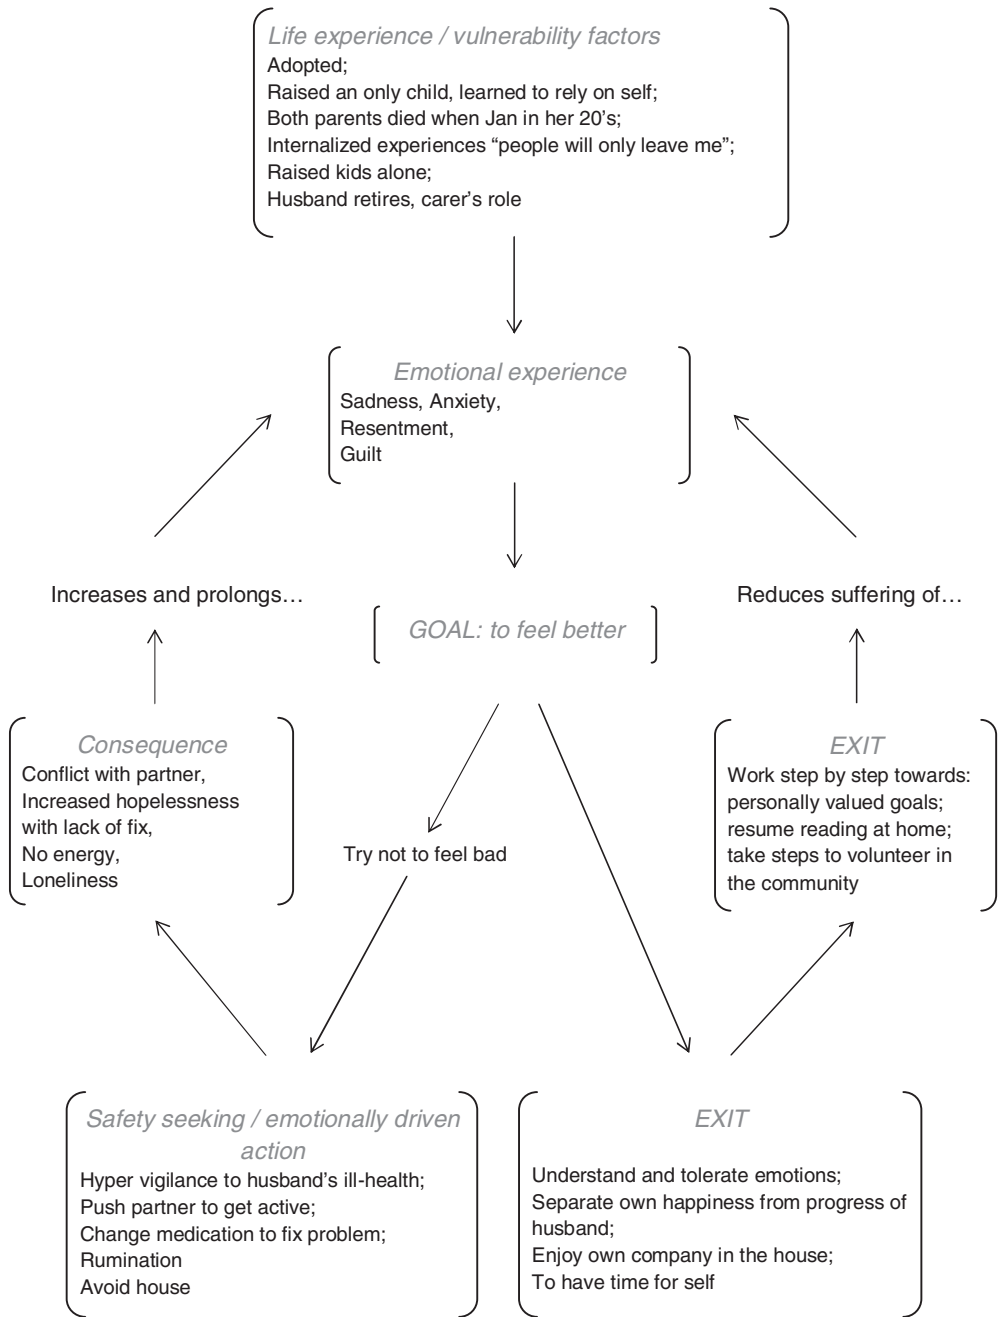 Life experience / vulnerability factors
Adopted;
Raised an only child, learned to rely on self;
Both parents died when Jan in her 20's;
Internalized experiences “people will only leave me”;
Raised kids alone;
Husband retires, carer's role
Emotional experience
Sadness, Anxiety,
Resentment,
Guilt
Increases and prolongs…
GOAL: to feel better
Reduces suffering of…
Consequence
Conflict with partner,
Increased hopelessness
with lack of fix,
No energy,
Loneliness
Try not to feel bad
EXIT
Work step by step towards:
personally valued goals;
resume reading at home;
take steps to volunteer in
the community
Safety seeking / emotionally driven
action
Hyper vigilance to husband's ill-health;
Push partner to get active;
Change medication to fix problem;
Rumination
Avoid house
EXIT
Understand and tolerate emotions;
Separate own happiness from progress of
husband;
Enjoy own company in the house;
To have time for self